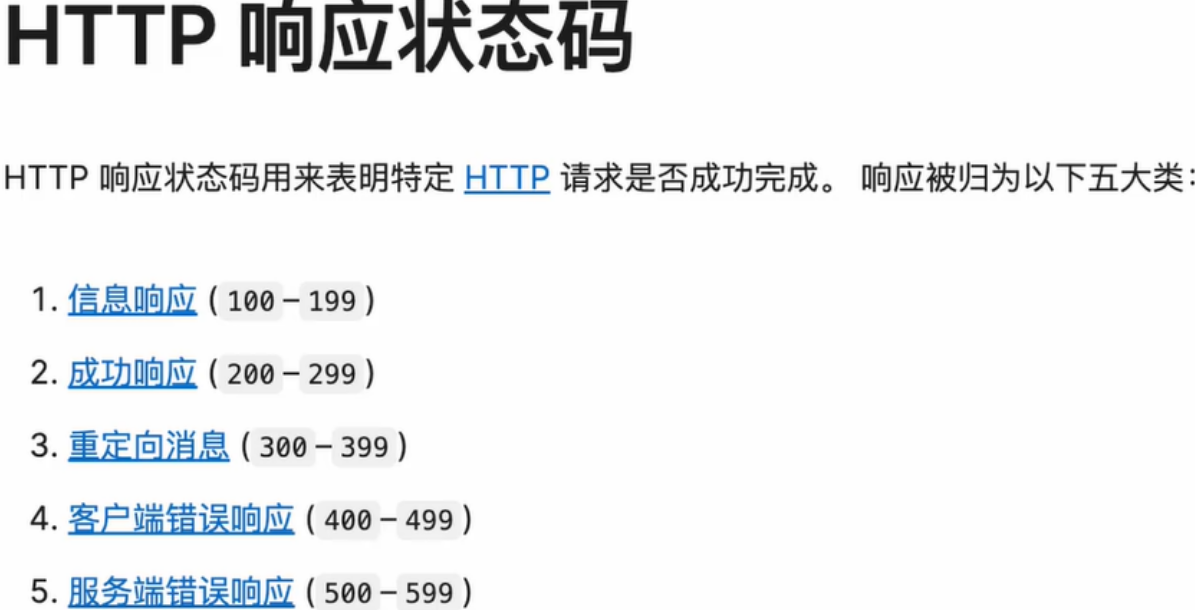 HTTP 响应状态码
HTTP 响应状态码用来表明特定 HTTP 请求是否成功完成。 响应被归为以下五大类：
1. 信息响应 (100–199)
2. 成功响应 (200–299)
3. 重定向消息 (300–399)
4. 客户端错误响应 (400–499)
5. 服务端错误响应 (500–599)